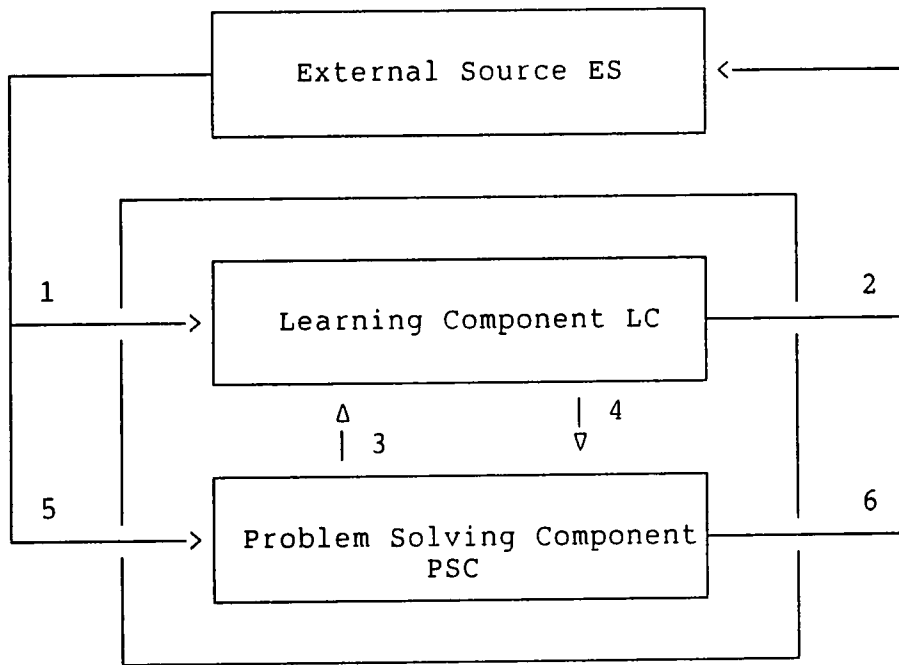 External Source ES
1
2
Learning Component LC
3
4
5
6
Problem Solving Component
PSC